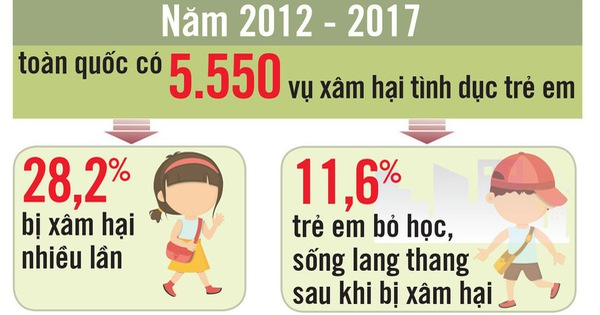 Năm 2012 - 2017
toàn quốc có 5.550 vụ xâm hại tình dục trẻ em
28,2%
bị xâm hại
nhiều lần
11,6%
trẻ em bỏ học,
sống lang thang
sau khi bị xâm hại